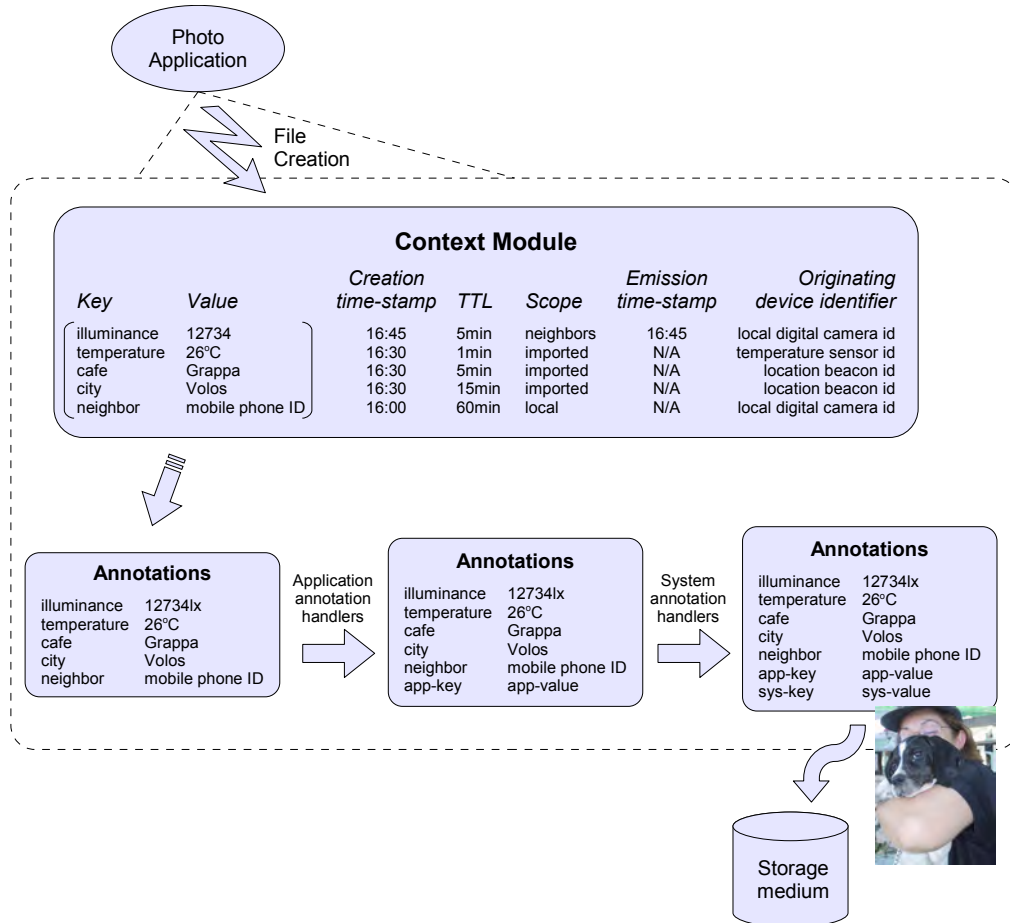 Photo
Application
File
Creation
Context Module
Key Value Creation time-stamp TTL Scope Emission time-stamp Originating device identifier
illuminance 12734 16:45 5min neighbors 16:45 local digital camera id
temperature 26°C 16:30 1min imported N/A temperature sensor id
cafe Grappa 16:30 5min imported N/A location beacon id
city Volos 16:30 15min imported N/A location beacon id
neighbor mobile phone ID 16:00 60min local N/A local digital camera id
Annotations
illuminance 12734lx
temperature 26°C
cafe Grappa
city Volos
neighbor mobile phone ID
Application
annotation
handlers
Annotations
illuminance 12734lx
temperature 26°C
cafe Grappa
city Volos
neighbor mobile phone ID
app-key app-value
System
annotation
handlers
Annotations
illuminance 12734lx
temperature 26°C
cafe Grappa
city Volos
neighbor mobile phone ID
app-key app-value
sys-key sys-value
Storage
medium